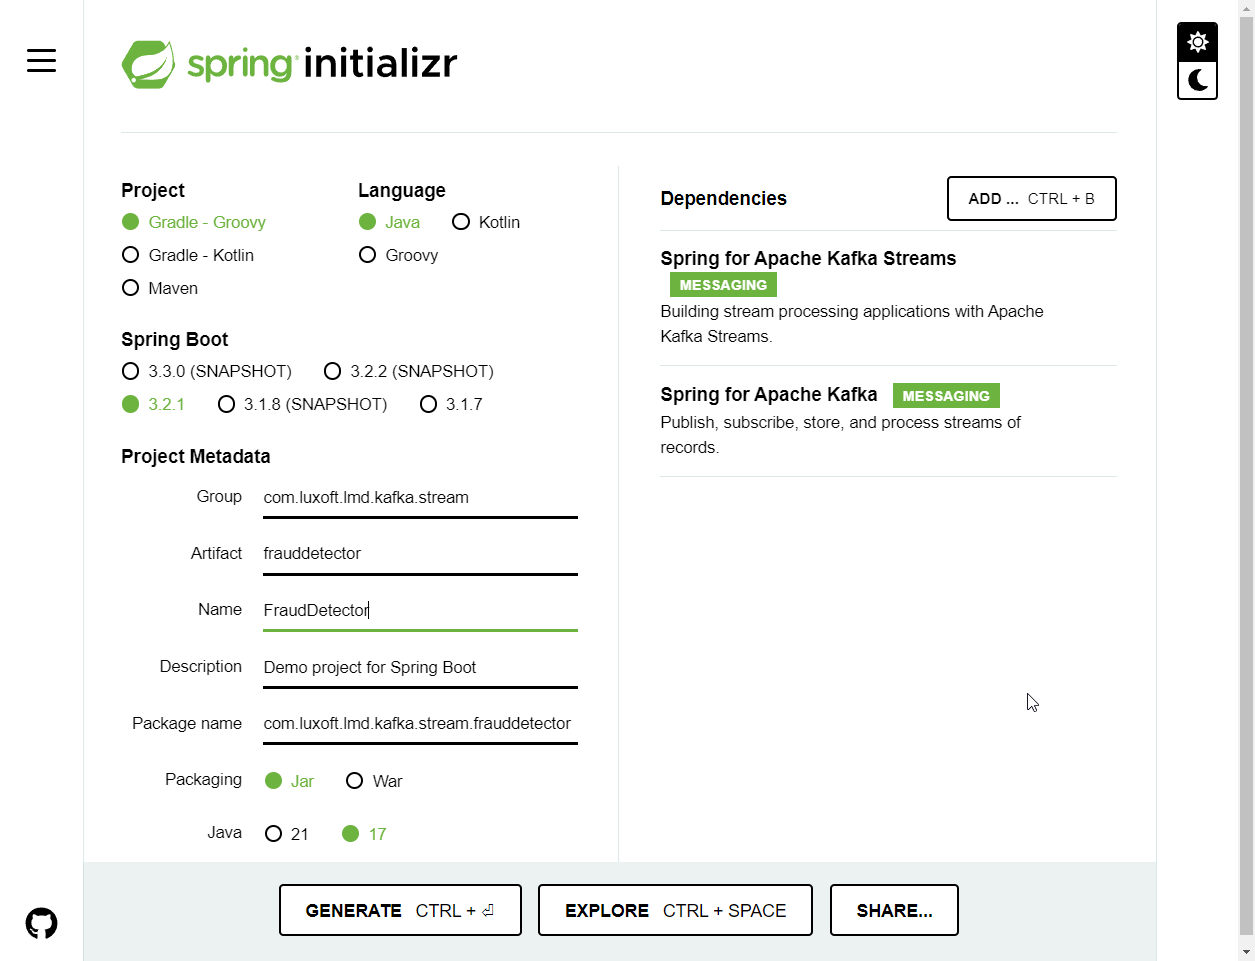 spring initializr
Project
Gradle - Groovy
Gradle - Kotlin
Maven
Language
Java Kotlin
Groovy
Spring Boot
3.3.0 (SNAPSHOT) 3.2.2 (SNAPSHOT)
3.2.1 3.1.8 (SNAPSHOT) 3.1.7
Project Metadata
Group com.luxoft.lmd.kafka.stream
Artifact frauddetector
Name FraudDetector
Description Demo project for Spring Boot
Package name com.luxoft.lmd.kafka.stream.frauddetector
Packaging Jar War
Java 21 17
Dependencies
ADD ... CTRL + B
Spring for Apache Kafka Streams
MESSAGING
Building stream processing applications with Apache
Kafka Streams.
Spring for Apache Kafka MESSAGING
Publish, subscribe, store, and process streams of
records.
GENERATE CTRL + ⏎
EXPLORE CTRL + SPACE
SHARE...